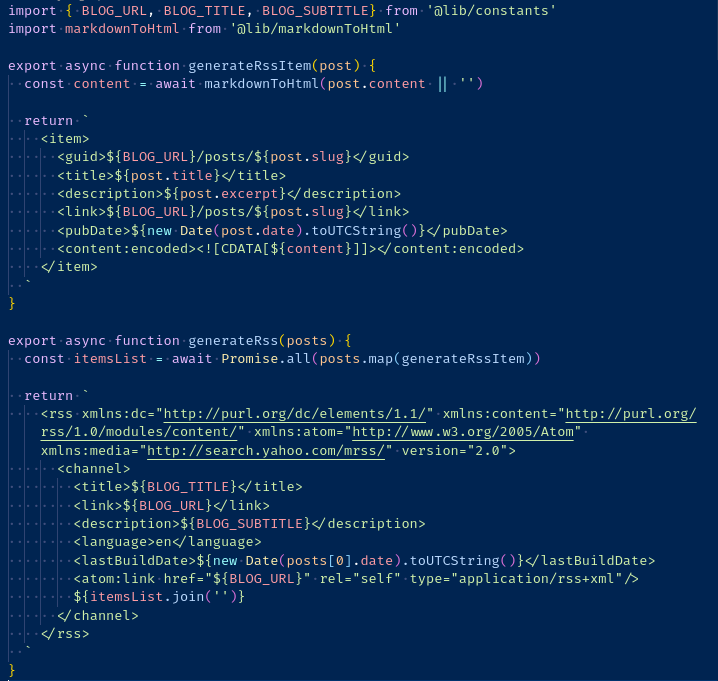 import { BLOG_URL, BLOG_TITLE, BLOG_SUBTITLE } from '@lib/constants'
import markdownToHtml from '@lib/markdownToHtml'

export async function generateRssItem(post) {
  const content = await markdownToHtml(post.content || '')

  return `
    <item>
      <guid>${BLOG_URL}/posts/${post.slug}</guid>
      <title>${post.title}</title>
      <description>${post.excerpt}</description>
      <link>${BLOG_URL}/posts/${post.slug}</link>
      <pubDate>${new Date(post.date).toUTCString()}</pubDate>
      <content:encoded><![CDATA[${content}]]></content:encoded>
    </item>
  `
}

export async function generateRss(posts) {
  const itemsList = await Promise.all(posts.map(generateRssItem))

  return `
    <rss xmlns:dc="http://purl.org/dc/elements/1.1/" xmlns:content="http://purl.org/
    rss/1.0/modules/content/" xmlns:atom="http://www.w3.org/2005/Atom"
    xmlns:media="http://search.yahoo.com/mrss/" version="2.0">
      <channel>
        <title>${BLOG_TITLE}</title>
        <link>${BLOG_URL}</link>
        <description>${BLOG_SUBTITLE}</description>
        <language>en</language>
        <lastBuildDate>${new Date(posts[0].date).toUTCString()}</lastBuildDate>
        <atom:link href="${BLOG_URL}" rel="self" type="application/rss+xml"/>
        ${itemsList.join('')}
      </channel>
    </rss>
  `
}